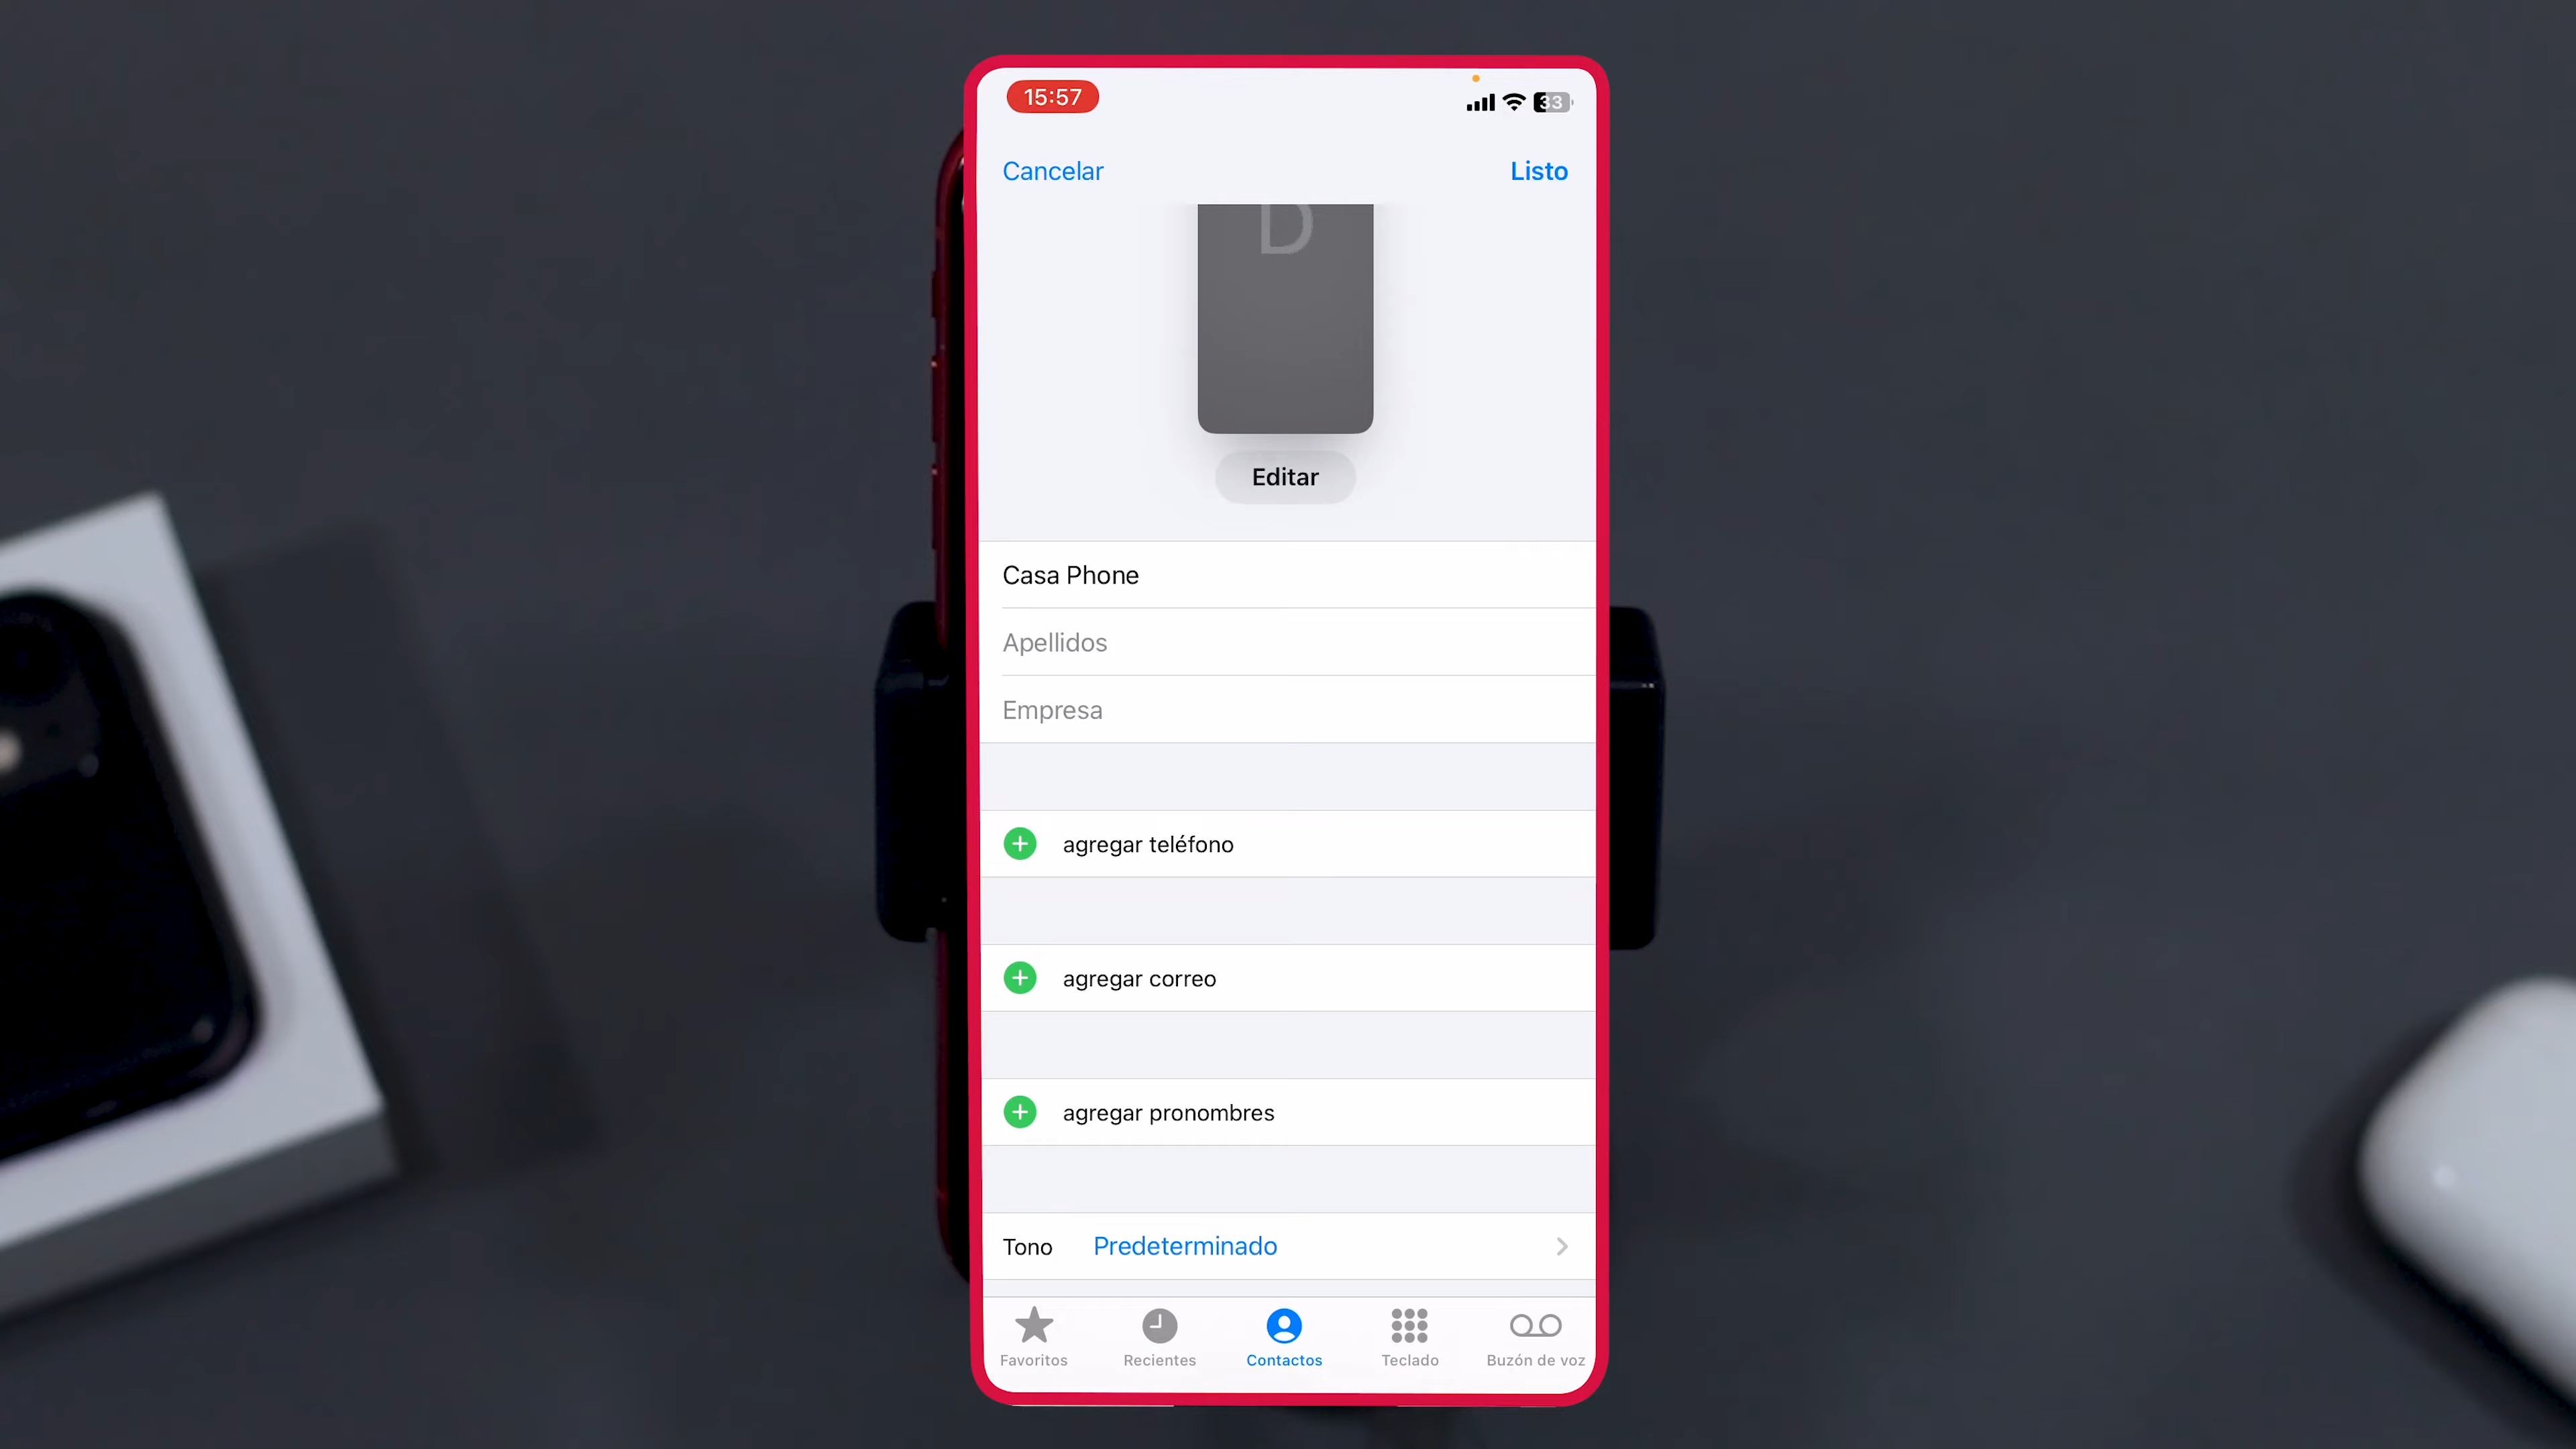 15:57
33
Cancelar
Listo
D
Editar
Casa Phone
Apellidos
Empresa
agregar teléfono
agregar correo
agregar pronombres
Tono Predeterminado
Favoritos
Recientes
Contactos
Teclado
Buzón de voz